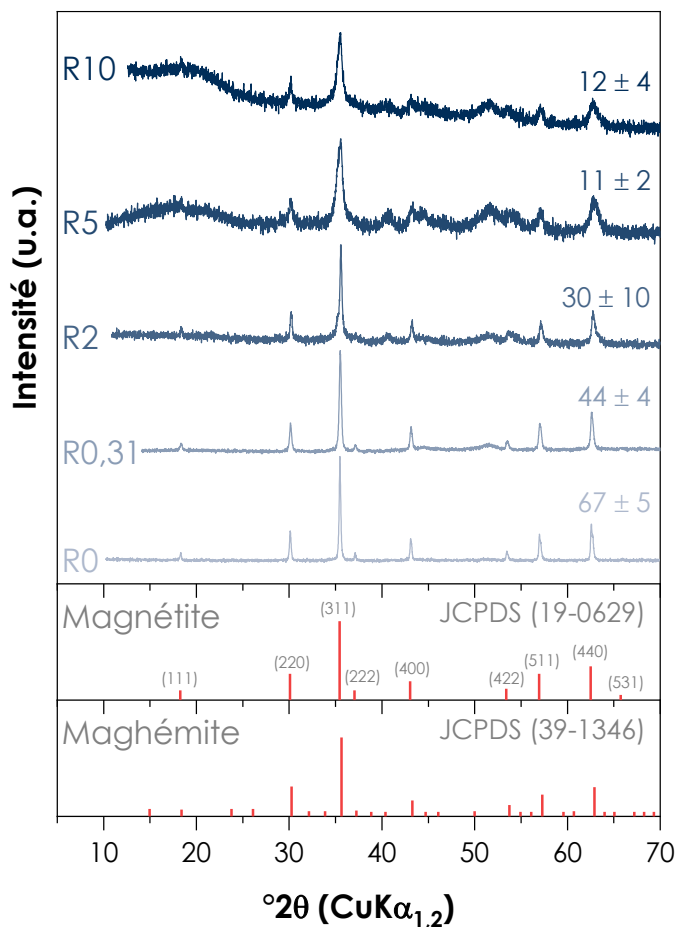 R10
12 ± 4
R5
11 ± 2
R2
30 ± 10
R0,31
44 ± 4
R0
67 ± 5
Intensité (u.a.)
Magnétite
JCPDS (19-0629)
(111)
(220)
(311)
(222)
(400)
(422)
(511)
(440)
(531)
Maghémite
JCPDS (39-1346)
10 20 30 40 50 60 70
°2θ (CuKα1,2)